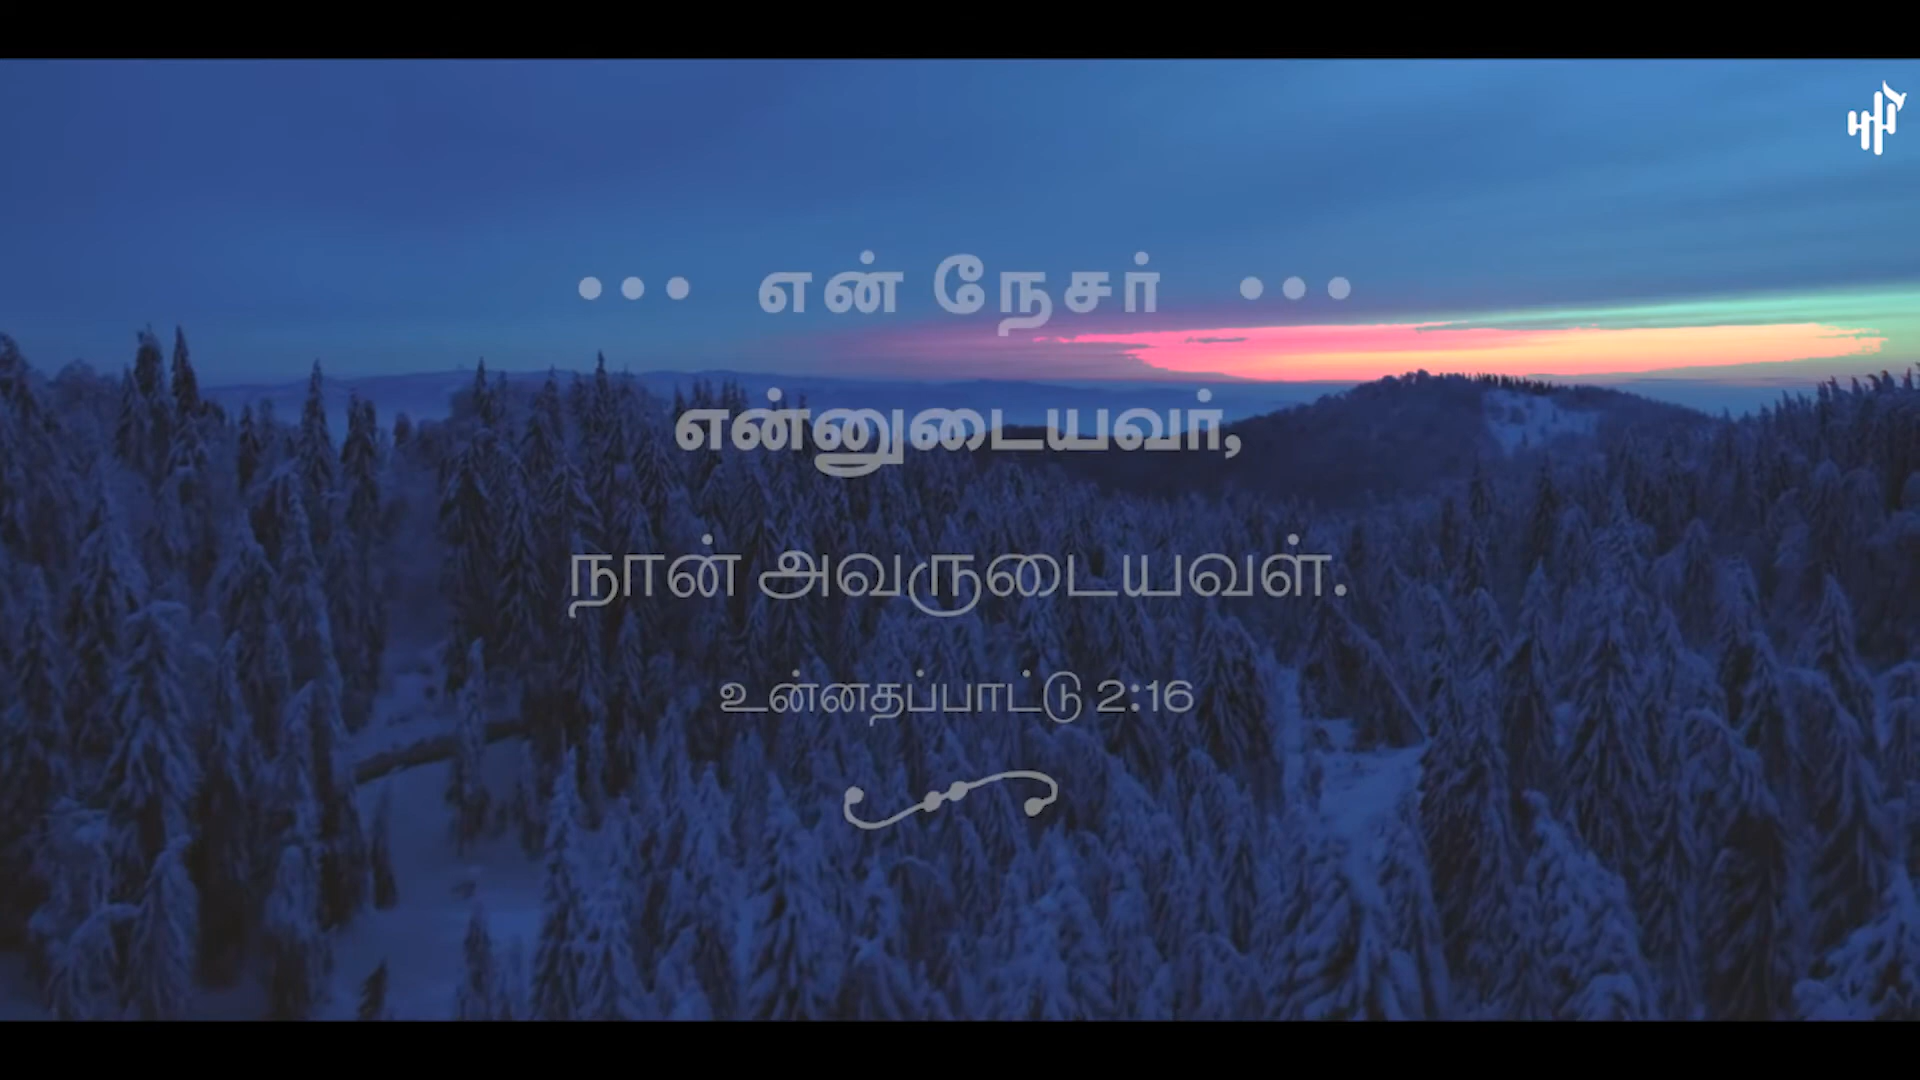 ••• என் நேசர் •••
என்னுடையவர்,
நான் அவருடையவள்.
உன்னதப்பாட்டு 2:16